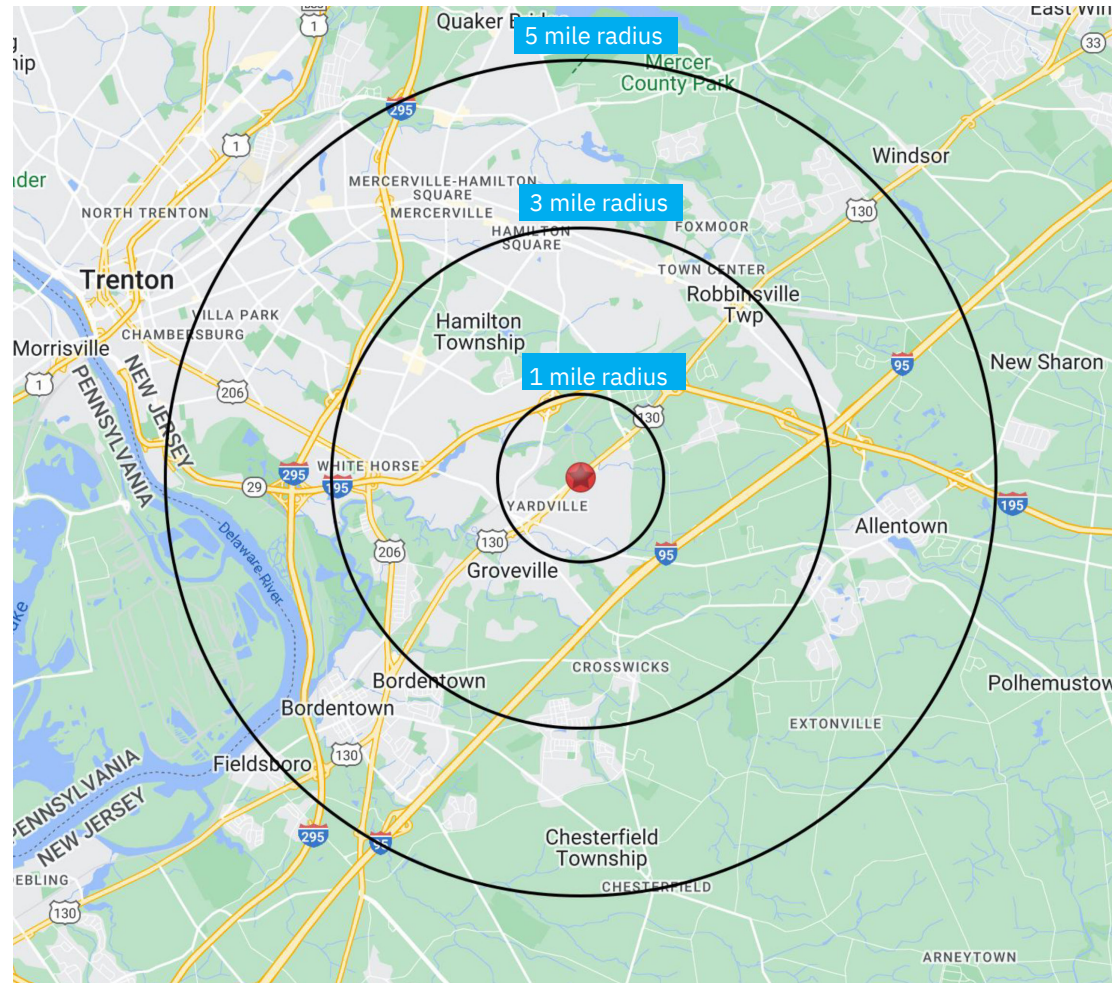 Quaker
East Win
1
5 mile radius
33
ip
Mercer
County Park
295
1
Windsor
MERCERVILLE-HAMILTON
SQUARE
3 mile radius
NORTH TRENTON
MERCERVILLE
130
HAMILTON
SQUARE
FOXMOOR
Trenton
TOWN CENTER
Robbinsville
Twp
VILLA PARK
CHAMBERSBURG
Hamilton
Township
Morrisville
95
New Sharon
1
206
1 mile radius
NEW JERSEY
PENNSYLVANIA
130
WHITE HORSE
295
29
195
YARDVILLE
195
Allentown
130
206
95
Groveville
Delaware River
ke
CROSSWICKS
Bordentown
Polhemustow
Bordentown
EXTONVILLE
130
Fieldsboro
PENNSYLVANIA
NEW JERSEY
295
95
Chesterfield
Township
EBLING
CHESTERFIELD
130
ARNEYTOWN